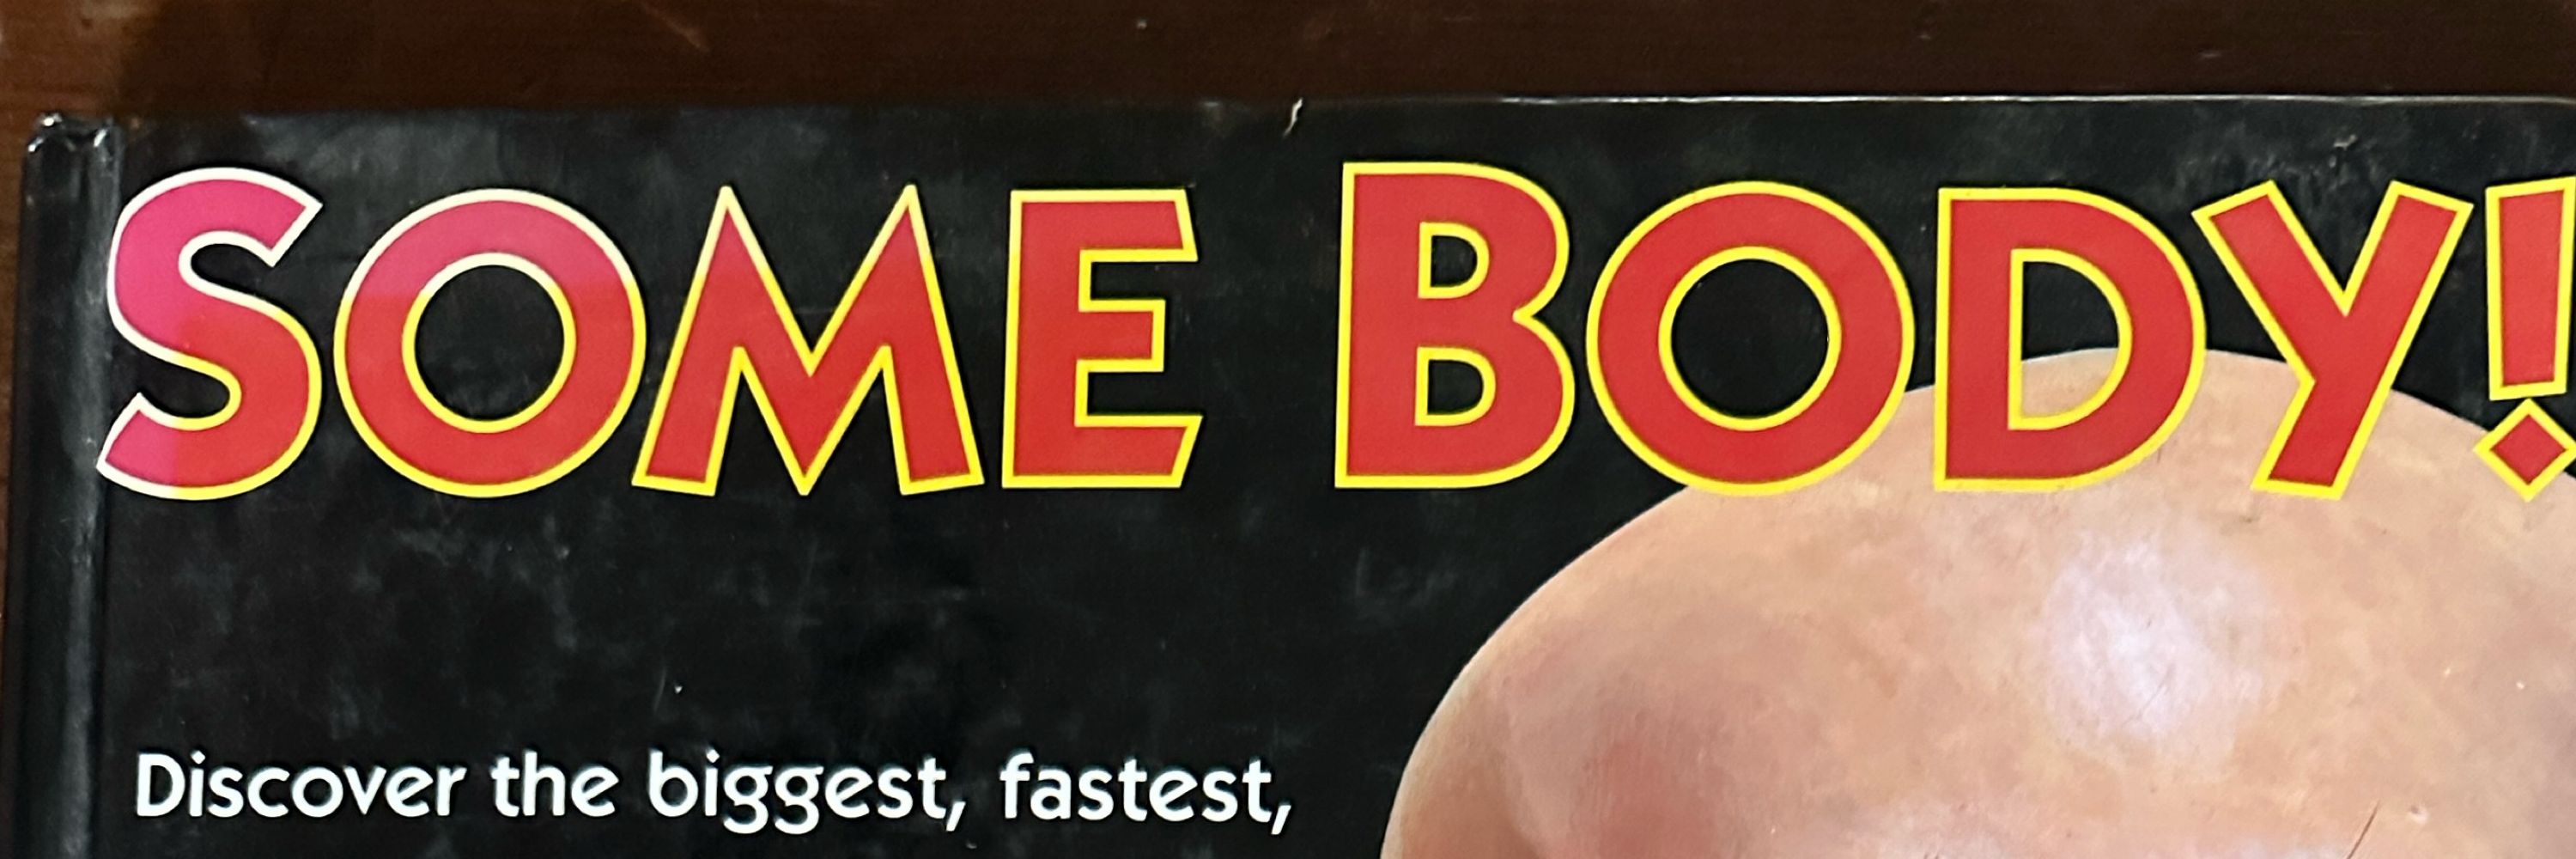 SOME BODY!
Discover the biggest, fastest,